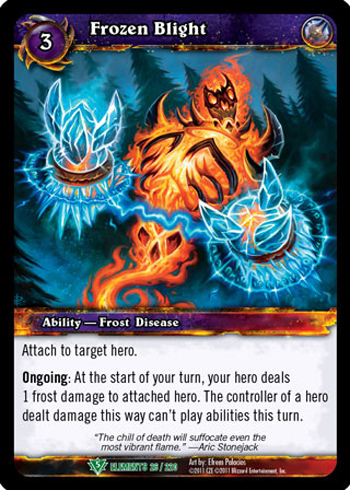 3
Frozen Blight
Ability — Frost Disease
Attach to target hero.
Ongoing: At the start of your turn, your hero deals
1 frost damage to attached hero. The controller of a hero
dealt damage this way can't play abilities this turn.
"The chill of death will suffocate even the
most vibrant flame." —Aric Stonejack
ELEMENTS 26 / 220
Art by: Efrem Palacios
©2011 CZE ©2011 Blizzard Entertainment, Inc.